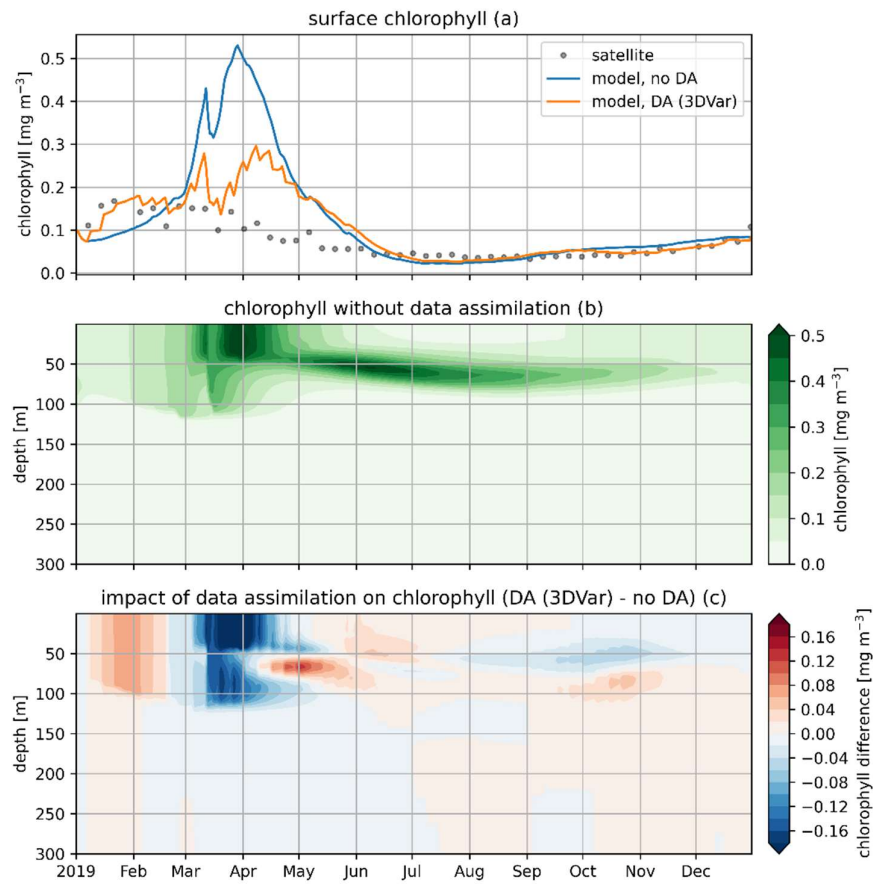 surface chlorophyll (a)
chlorophyll [mg m⁻³]
0.5
0.4
0.3
0.2
0.1
0.0
satellite
model, no DA
model, DA (3DVar)
chlorophyll without data assimilation (b)
depth [m]
50
100
150
200
250
300
0.5
0.4
0.3
0.2
0.1
0.0
chlorophyll [mg m⁻³]
impact of data assimilation on chlorophyll (DA (3DVar) - no DA) (c)
depth [m]
50
100
150
200
250
300
2019 Feb Mar Apr May Jun Jul Aug Sep Oct Nov Dec
0.16
0.12
0.08
0.04
0.00
−0.04
−0.08
−0.12
−0.16
chlorophyll difference [mg m⁻³]